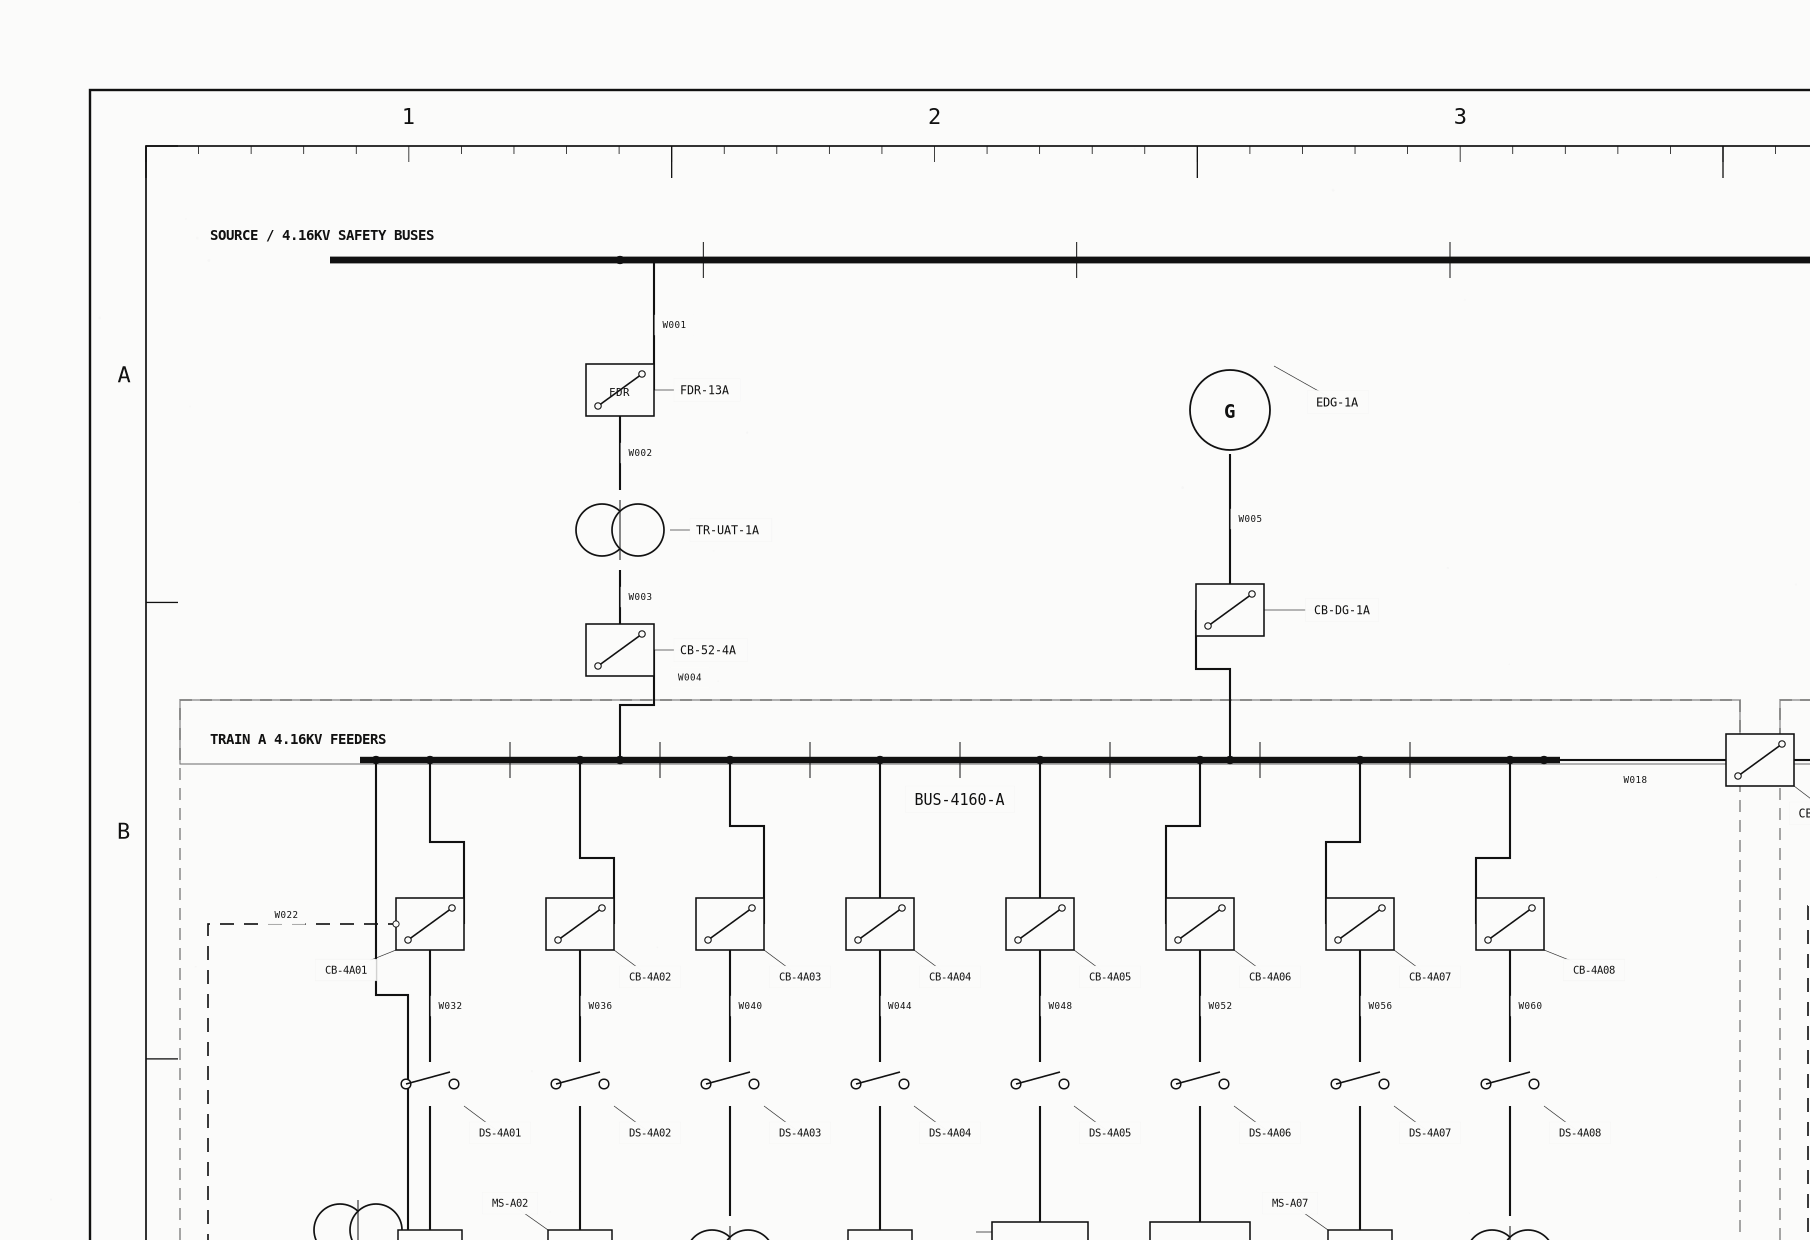 1 2 3
SOURCE / 4.16KV SAFETY BUSES
W001
A
FDR
FDR-13A
EDG-1A
G
W002
W005
TR-UAT-1A
W003
CB-DG-1A
CB-52-4A
W004
TRAIN A 4.16KV FEEDERS
W018
BUS-4160-A
B
W022
CB-4A01 CB-4A02 CB-4A03 CB-4A04 CB-4A05 CB-4A06 CB-4A07 CB-4A08
W032 W036 W040 W044 W048 W052 W056 W060
DS-4A01 DS-4A02 DS-4A03 DS-4A04 DS-4A05 DS-4A06 DS-4A07 DS-4A08
MS-A02 MS-A07